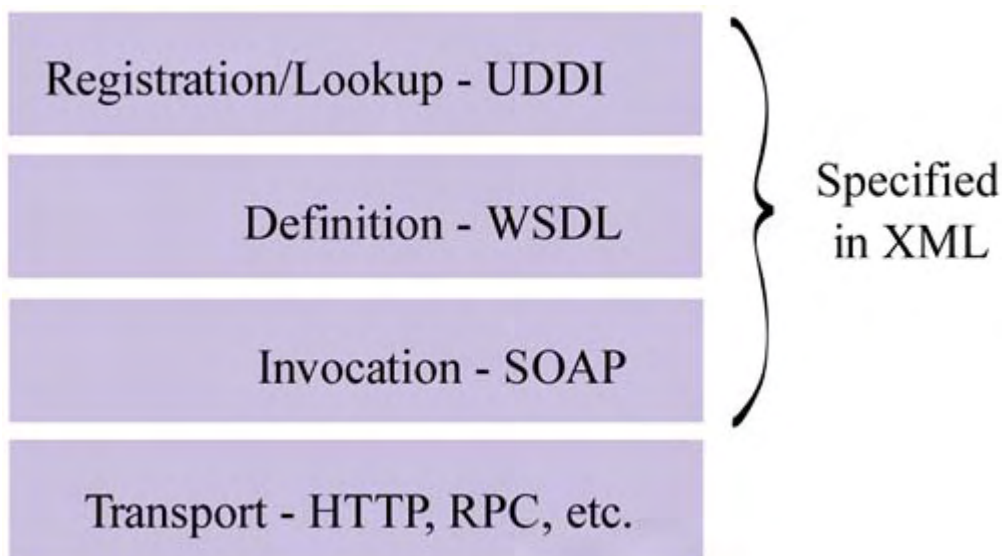 Registration/Lookup - UDDI
Definition - WSDL
Invocation - SOAP
Transport - HTTP, RPC, etc.
Specified
in XML